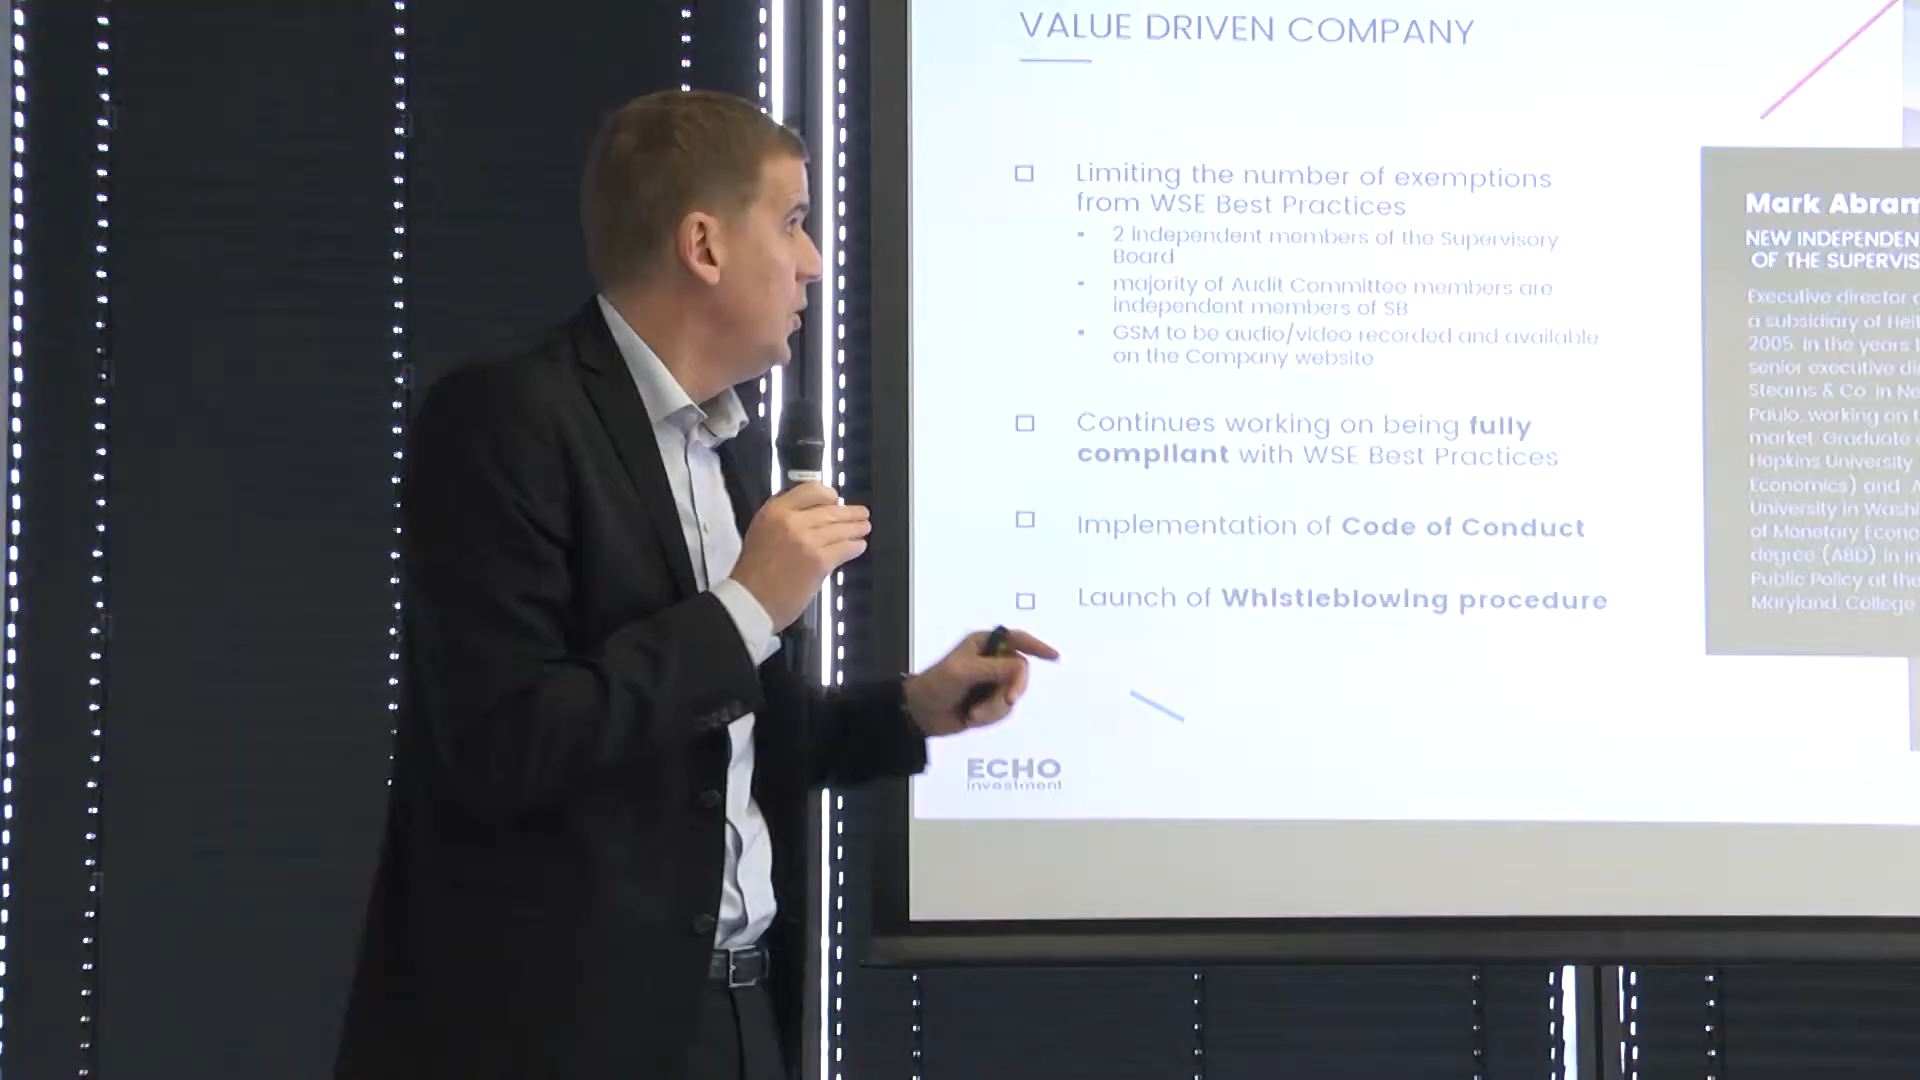 VALUE DRIVEN COMPANY
Limiting the number of exemptions
from WSE Best Practices
2 independent members of the Supervisory
Board
majority of Audit Committee members are
independent members of SB
GSM to be audio/video recorded and available
on the Company website
Continues working on being fully
compliant with WSE Best Practices
Implementation of Code of Conduct
Launch of Whistleblowing procedure
ECHO
investment
Mark Abram
NEW INDEPENDEN
OF THE SUPERVIS
Executive director
a subsidiary of Heit
2005. In the years
senior executive di
Stearns & Co. in Ne
Paulo, working on
market. Graduate
Hopkins University
Economics) and A
University in Washi
of Monetary Econo
degree (ABD) in In
Public Policy at the
Maryland, College